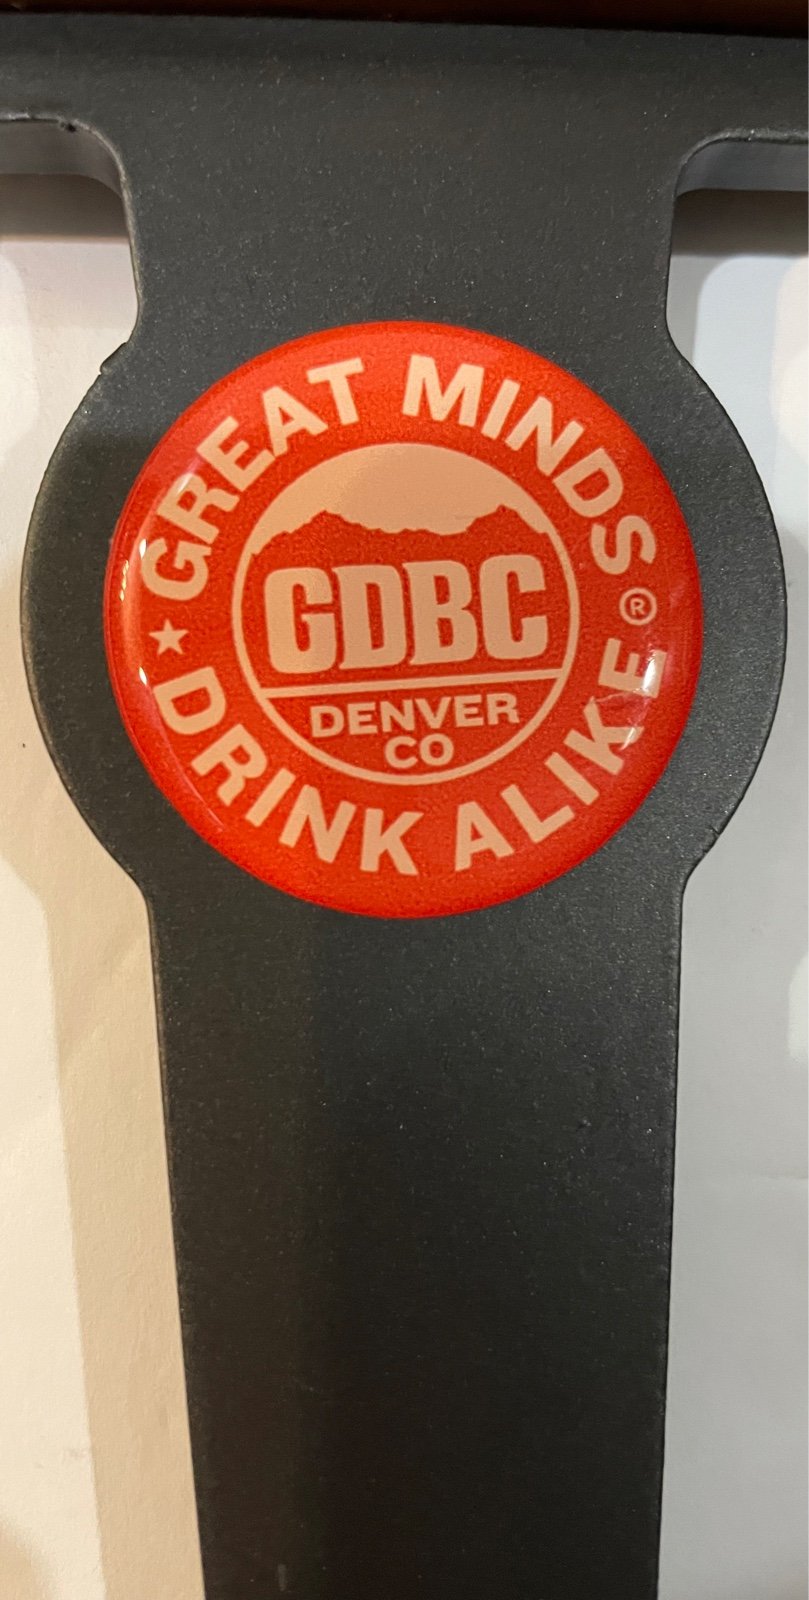 GREAT MINDS ®
★ DRINK ALIKE
GDBC
DENVER
CO